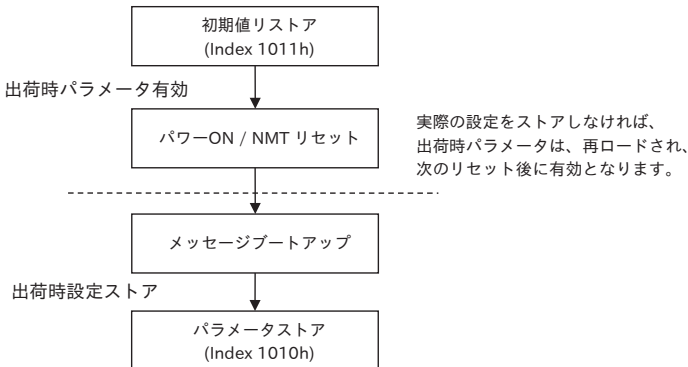 初期値リストア
(Index 1011h)
出荷時パラメータ有効
パワーON / NMT リセット
実際の設定をストアしなければ、
出荷時パラメータは、再ロードされ、
次のリセット後に有効となります。
メッセージブートアップ
出荷時設定ストア
パラメータストア
(Index 1010h)